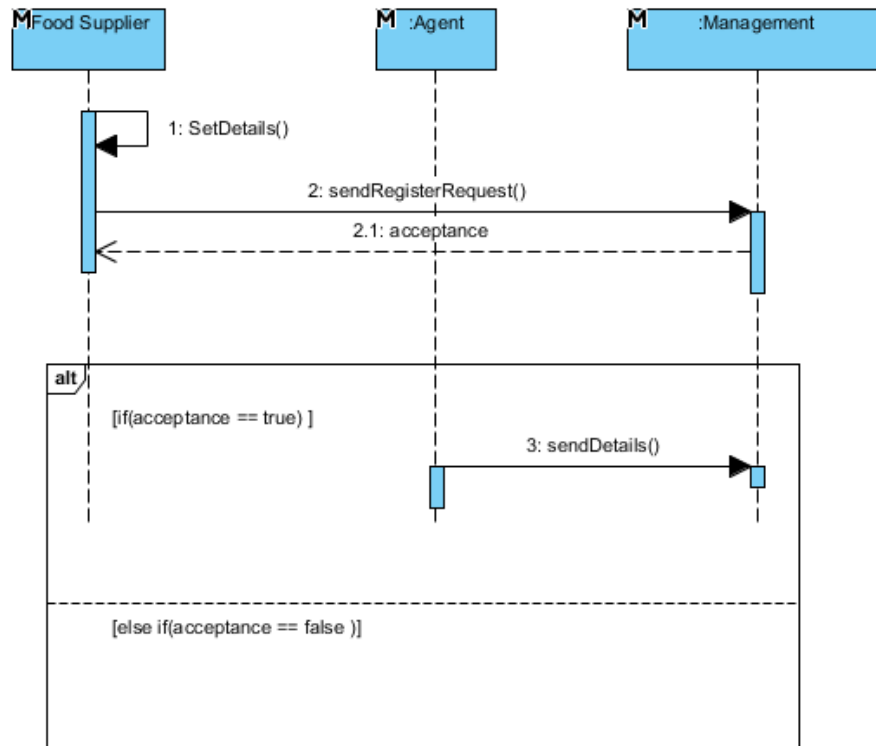 M Food Supplier
M :Agent
M :Management
1: SetDetails()
2: sendRegisterRequest()
2.1: acceptance
alt
[if(acceptance == true) ]
3: sendDetails()
[else if(acceptance == false )]